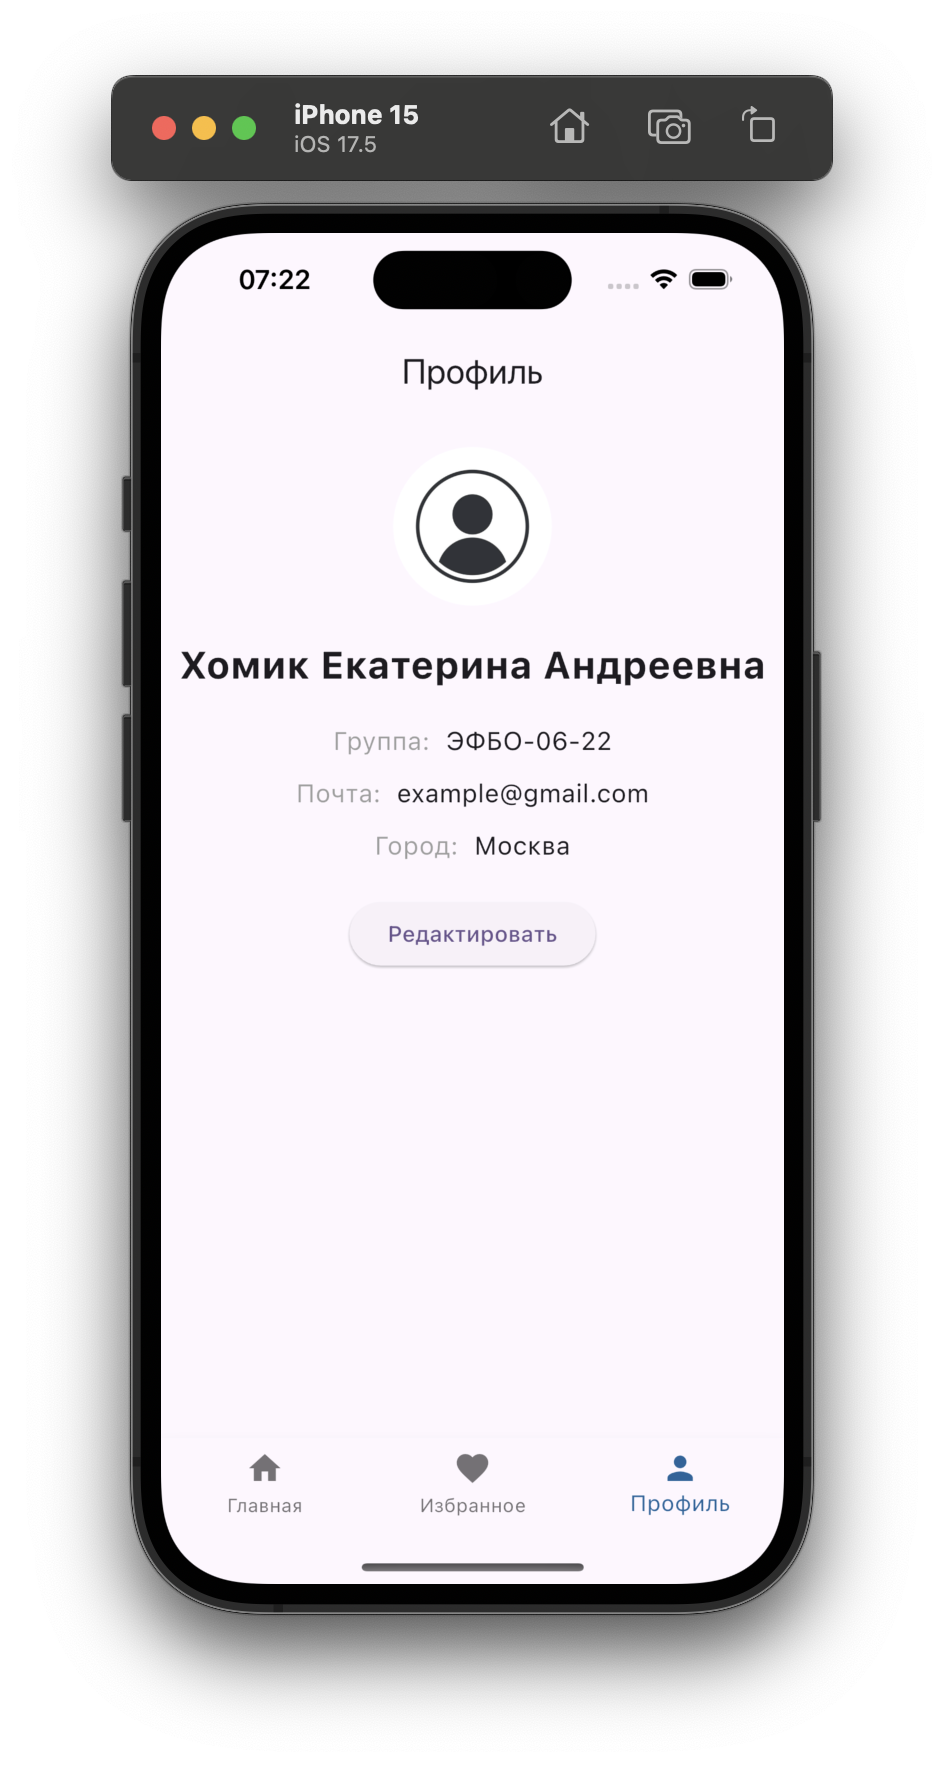 iPhone 15
iOS 17.5
07:22
Профиль
Хомик Екатерина Андреевна
Группа: ЭФБО-06-22
Почта: example@gmail.com
Город: Москва
Редактировать
Главная Избранное Профиль